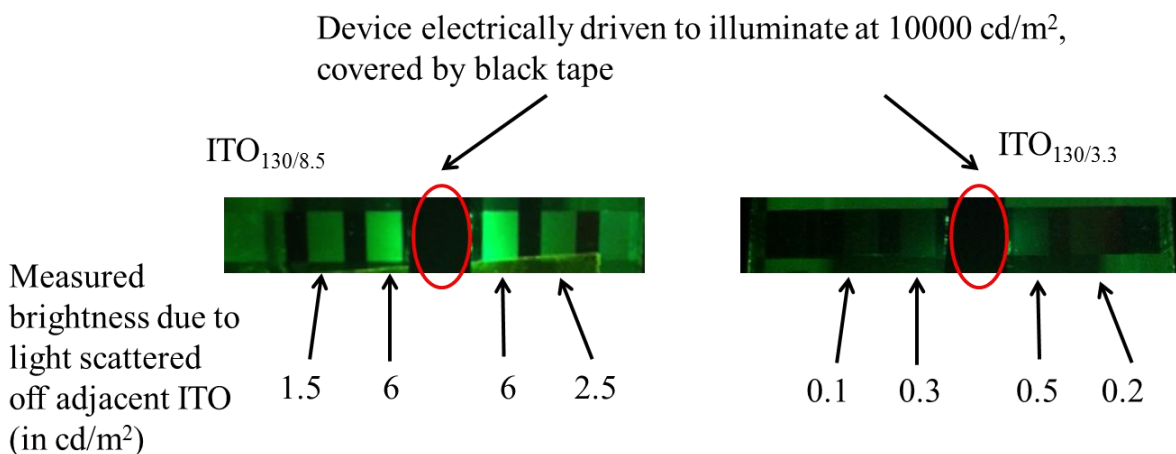 Device electrically driven to illuminate at 10000 cd/m²,
covered by black tape
ITO₁₃₀/₈.₅
ITO₁₃₀/₃.₃
Measured
brightness due to
light scattered
off adjacent ITO
(in cd/m²)
1.5 6 6 2.5
0.1 0.3 0.5 0.2